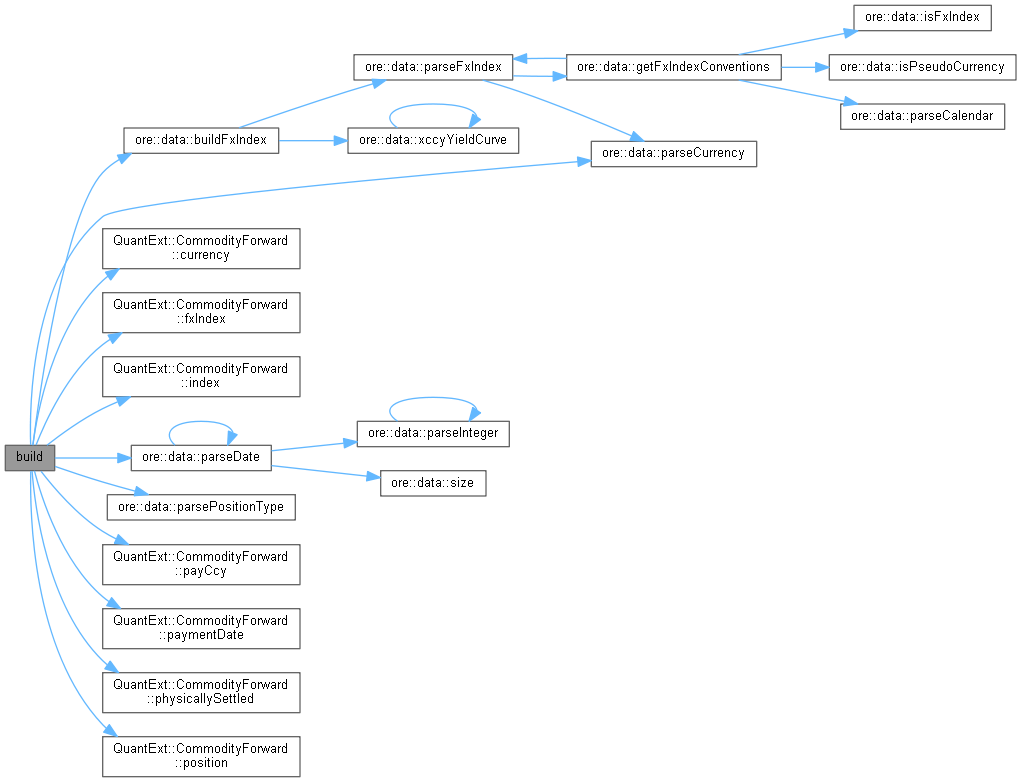 ore::data::isFxIndex
ore::data::parseFxIndex
ore::data::getFxIndexConventions
ore::data::isPseudoCurrency
ore::data::parseCalendar
ore::data::buildFxIndex
ore::data::xccyYieldCurve
ore::data::parseCurrency
QuantExt::CommodityForward
::currency
QuantExt::CommodityForward
::fxIndex
QuantExt::CommodityForward
::index
build
ore::data::parseDate
ore::data::parseInteger
ore::data::size
ore::data::parsePositionType
QuantExt::CommodityForward
::payCcy
QuantExt::CommodityForward
::paymentDate
QuantExt::CommodityForward
::physicallySettled
QuantExt::CommodityForward
::position